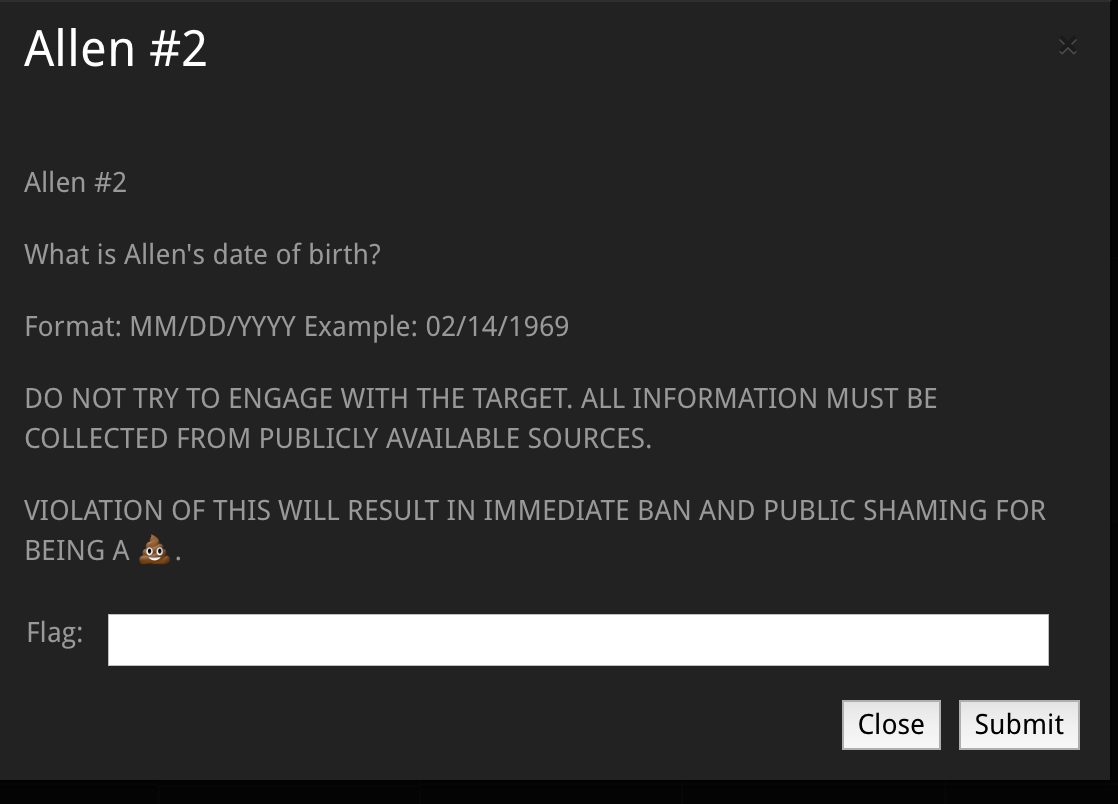 Allen #2
×
Allen #2
What is Allen's date of birth?
Format: MM/DD/YYYY Example: 02/14/1969
DO NOT TRY TO ENGAGE WITH THE TARGET. ALL INFORMATION MUST BE
COLLECTED FROM PUBLICLY AVAILABLE SOURCES.
VIOLATION OF THIS WILL RESULT IN IMMEDIATE BAN AND PUBLIC SHAMING FOR
BEING A 💩.
Flag:
Close Submit